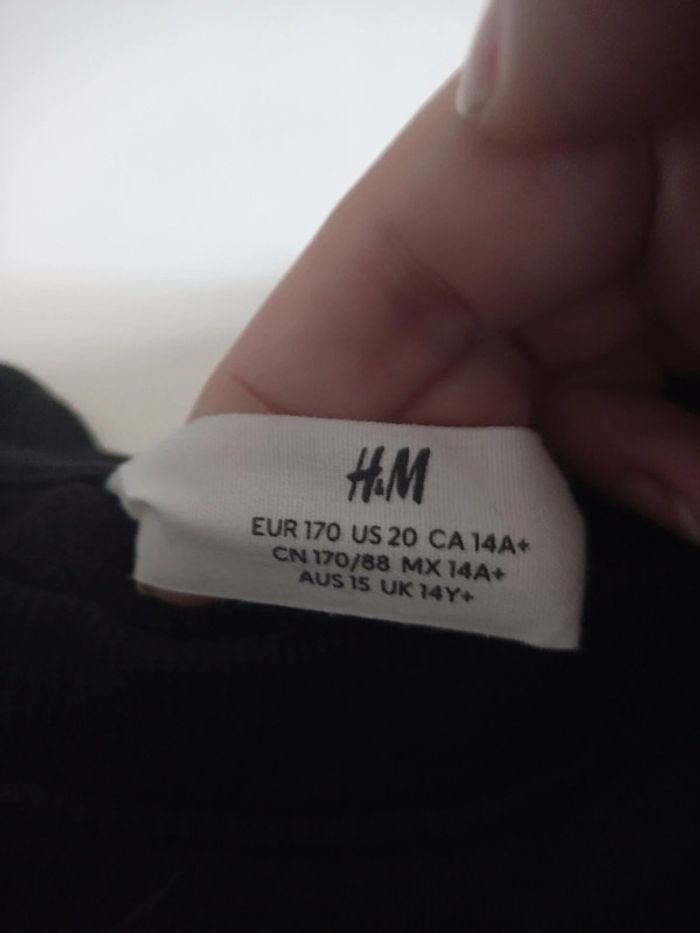 H&M
EUR 170 US 20 CA 14A+
CN 170/88 MX 14A+
AUS 15 UK 14Y+